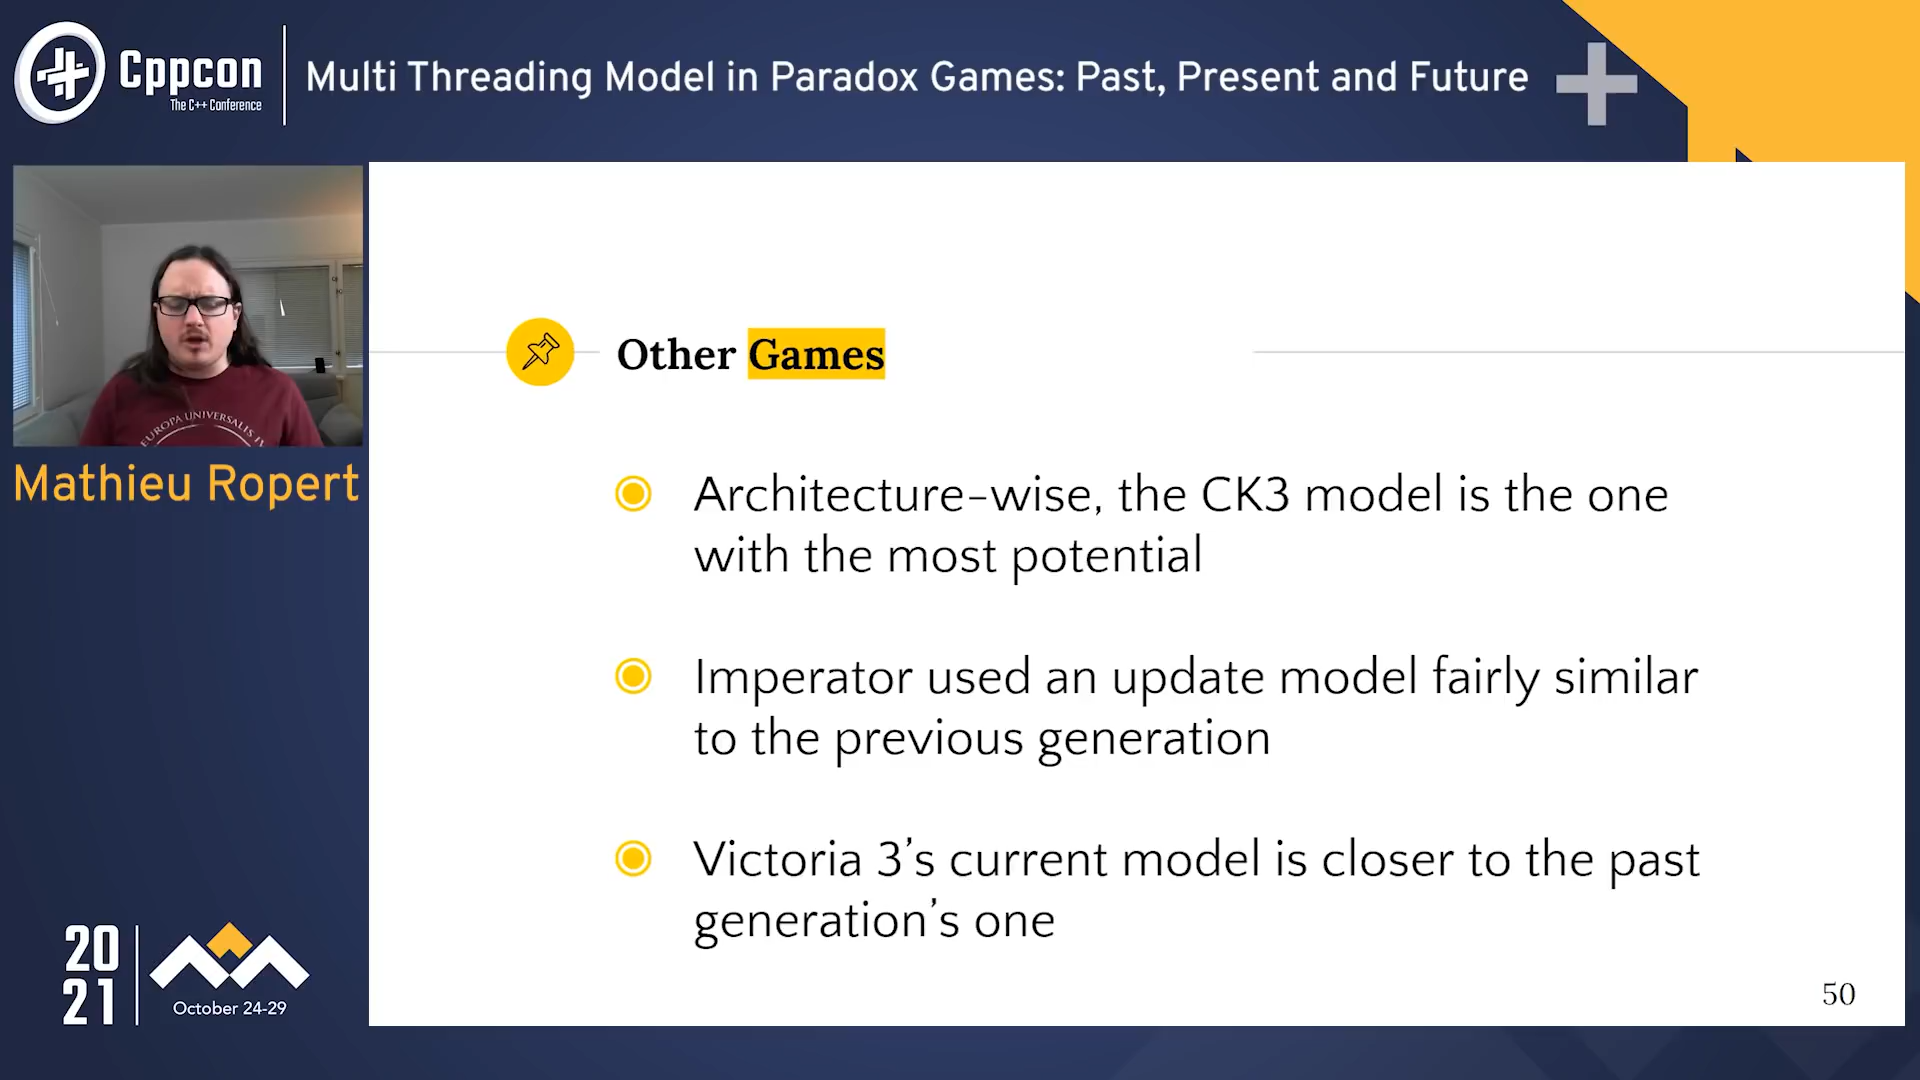 Cppcon
The C++ Conference
Multi Threading Model in Paradox Games: Past, Present and Future
EUROPA UNIVERSALIS IV
Mathieu Ropert
Other Games
Architecture-wise, the CK3 model is the one
with the most potential
Imperator used an update model fairly similar
to the previous generation
Victoria 3’s current model is closer to the past
generation’s one
50
20
21
October 24-29